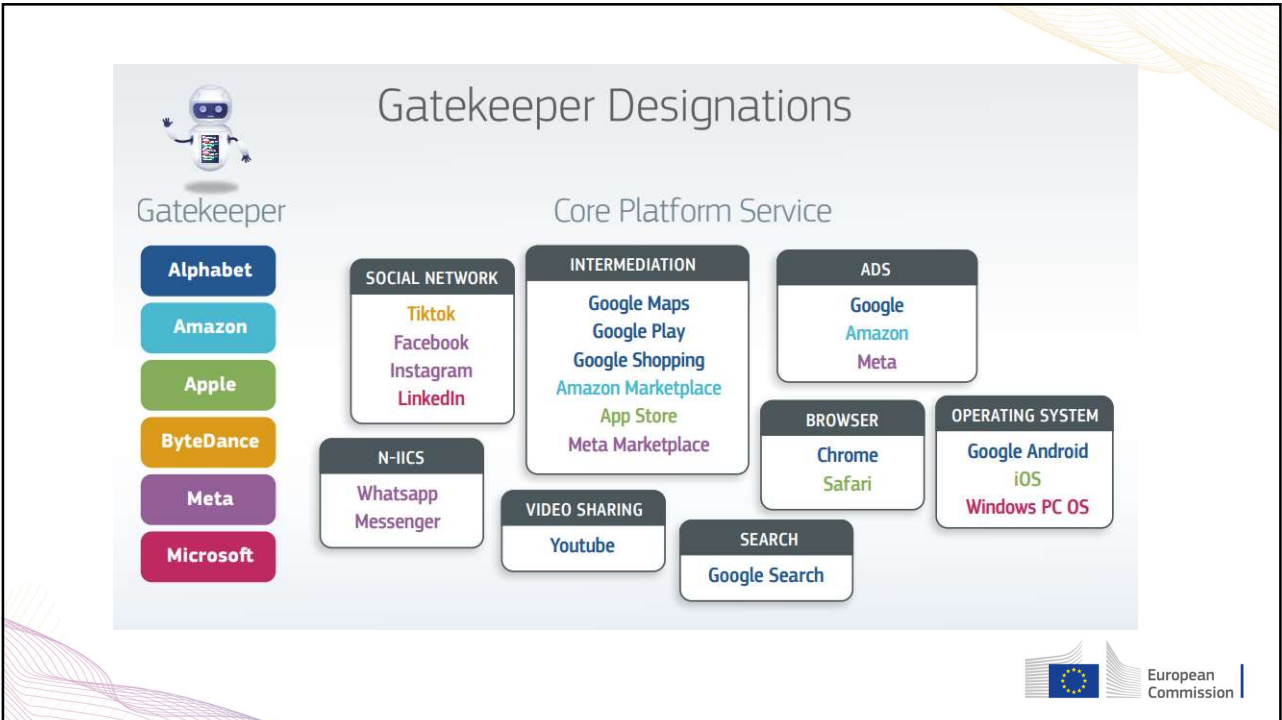 Gatekeeper Designations
Gatekeeper
Core Platform Service
Alphabet
Amazon
Apple
ByteDance
Meta
Microsoft
SOCIAL NETWORK
Tiktok
Facebook
Instagram
LinkedIn
INTERMEDIATION
Google Maps
Google Play
Google Shopping
Amazon Marketplace
App Store
Meta Marketplace
ADS
Google
Amazon
Meta
N-IICS
Whatsapp
Messenger
VIDEO SHARING
Youtube
BROWSER
Chrome
Safari
OPERATING SYSTEM
Google Android
iOS
Windows PC OS
SEARCH
Google Search
European
Commission